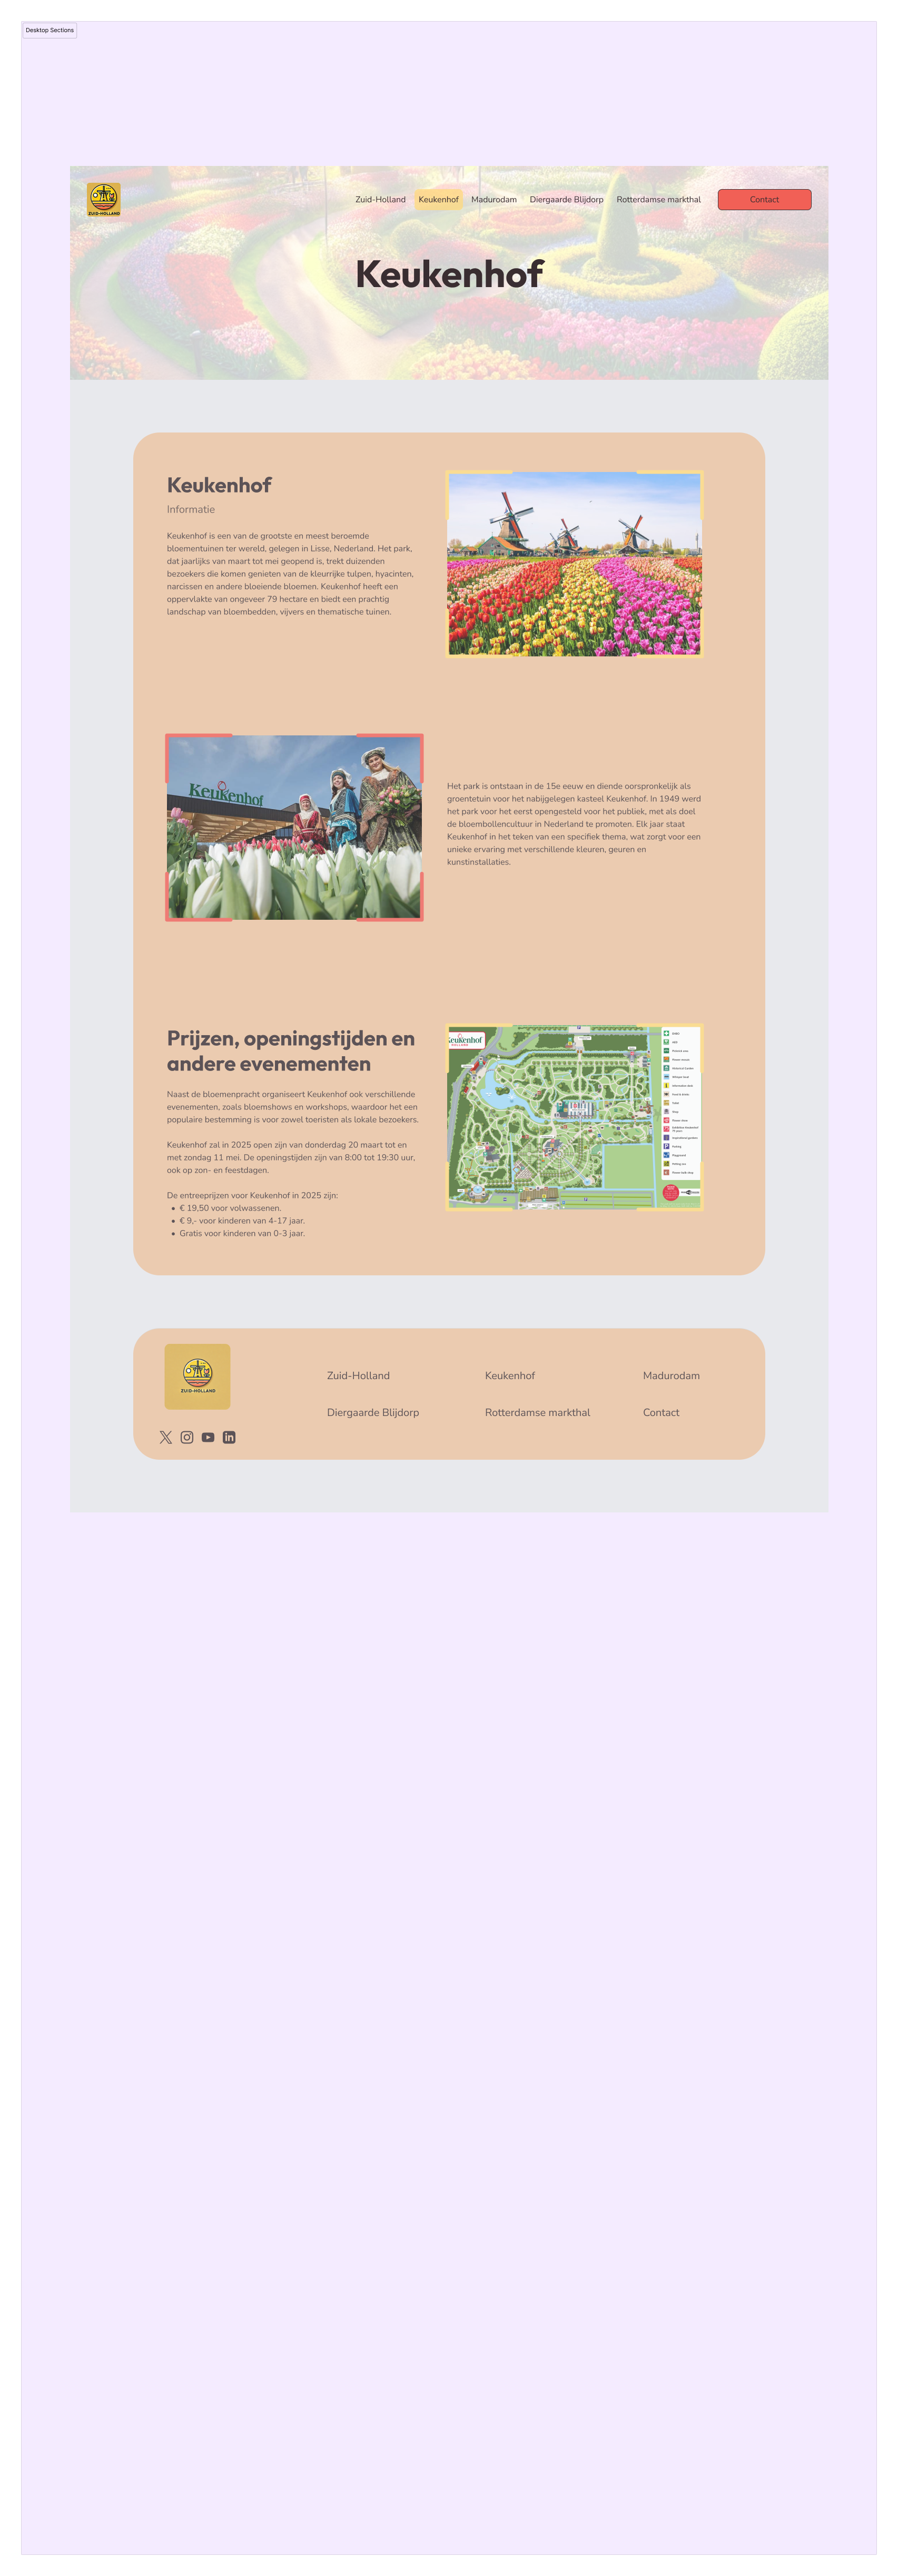 Desktop Sections
ZUID-HOLLAND
Zuid-Holland Keukenhof Madurodam Diergaarde Blijdorp Rotterdamse markthal Contact
Keukenhof
Keukenhof
Informatie
Keukenhof is een van de grootste en meest beroemde
bloementuinen ter wereld, gelegen in Lisse, Nederland. Het park,
dat jaarlijks van maart tot mei geopend is, trekt duizenden
bezoekers die komen genieten van de kleurrijke tulpen, hyacinten,
narcissen en andere bloeiende bloemen. Keukenhof heeft een
oppervlakte van ongeveer 79 hectare en biedt een prachtig
landschap van bloembedden, vijvers en thematische tuinen.
Keukenhof
Het park is ontstaan in de 15e eeuw en diende oorspronkelijk als
groentetuin voor het nabijgelegen kasteel Keukenhof. In 1949 werd
het park voor het eerst opengesteld voor het publiek, met als doel
de bloembollencultuur in Nederland te promoten. Elk jaar staat
Keukenhof in het teken van een specifiek thema, wat zorgt voor een
unieke ervaring met verschillende kleuren, geuren en
kunstinstallaties.
Prijzen, openingstijden en
andere evenementen
Naast de bloemenpracht organiseert Keukenhof ook verschillende
evenementen, zoals bloemshows en workshops, waardoor het een
populaire bestemming is voor zowel toeristen als lokale bezoekers.
Keukenhof zal in 2025 open zijn van donderdag 20 maart tot en
met zondag 11 mei. De openingstijden zijn van 8:00 tot 19:30 uur,
ook op zon- en feestdagen.
De entreeprijzen voor Keukenhof in 2025 zijn:
• € 19,50 voor volwassenen.
• € 9,- voor kinderen van 4-17 jaar.
• Gratis voor kinderen van 0-3 jaar.
Keukenhof
HOLLAND
ZUID-HOLLAND
Zuid-Holland Keukenhof Madurodam
Diergaarde Blijdorp Rotterdamse markthal Contact